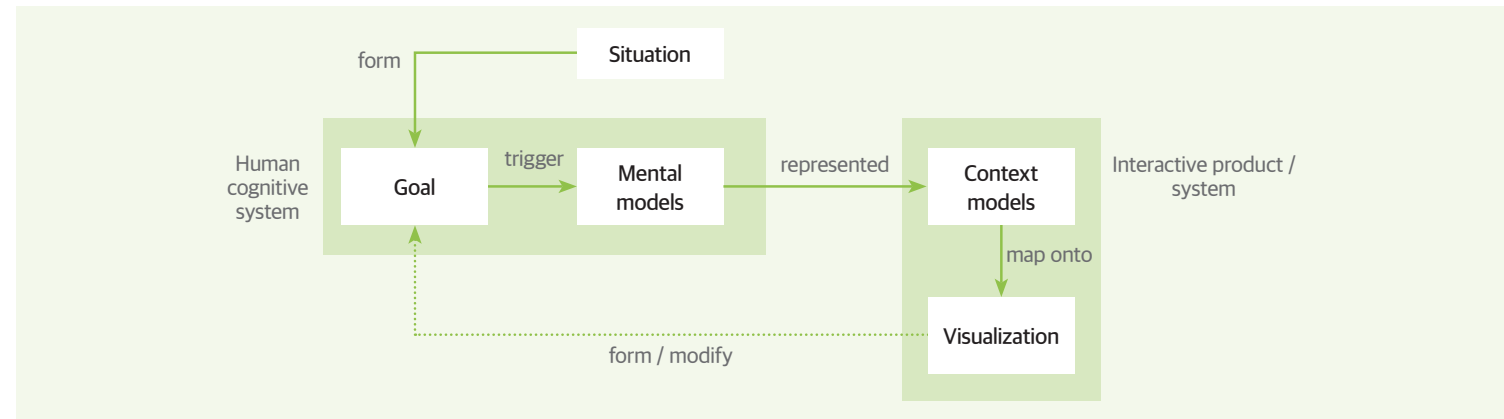 Situation
form
Human
cognitive
system
Goal
trigger
Mental
models
represented
Context
models
Interactive product /
system
map onto
Visualization
form / modify